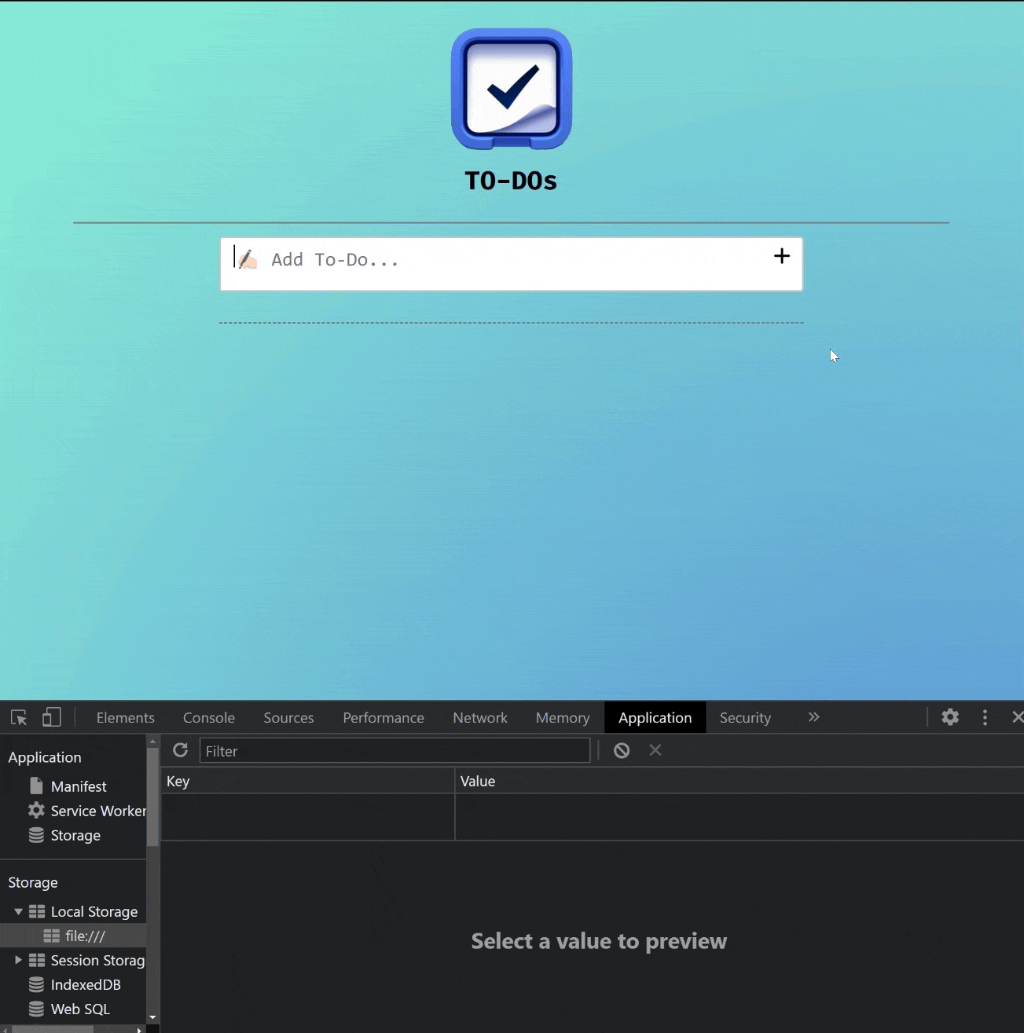 TO-DOs
✍🏻 Add To-Do...
Elements Console Sources Performance Network Memory Application Security
Application
Filter
Key Value
Manifest
Service Worker
Storage
Storage
Local Storage
file:///
Session Storag
IndexedDB
Web SQL
Select a value to preview